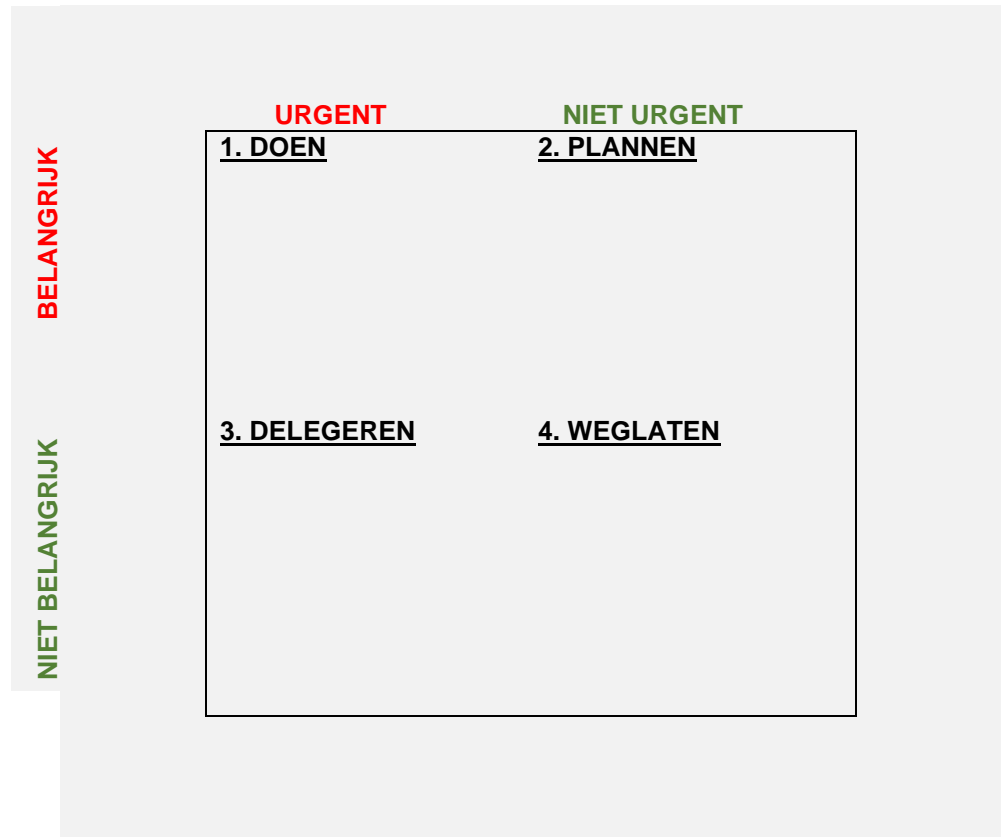 URGENT NIET URGENT
BELANGRIJK
1. DOEN 2. PLANNEN
NIET BELANGRIJK
3. DELEGEREN 4. WEGLATEN